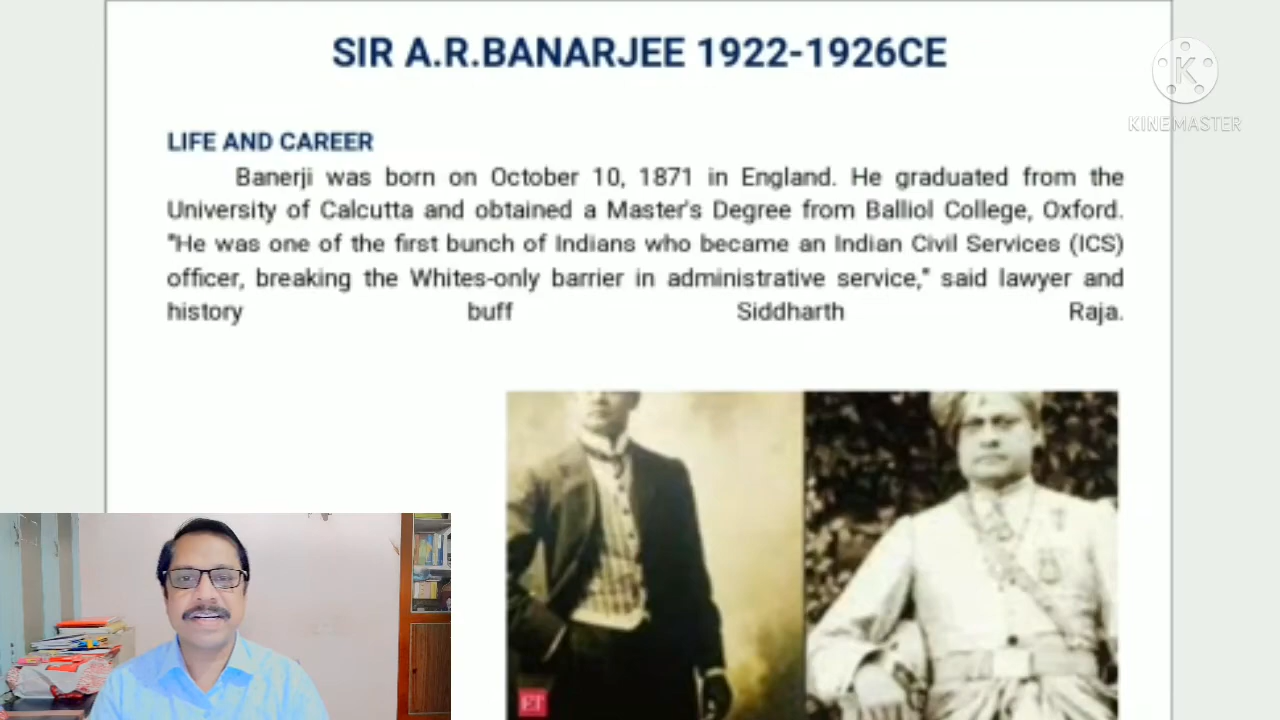 SIR A.R.BANARJEE 1922-1926CE
KINEMASTER
LIFE AND CAREER
Banerji was born on October 10, 1871 in England. He graduated from the
University of Calcutta and obtained a Master's Degree from Balliol College, Oxford.
"He was one of the first bunch of Indians who became an Indian Civil Services (ICS)
officer, breaking the Whites-only barrier in administrative service," said lawyer and
history buff Siddharth Raja.
ET